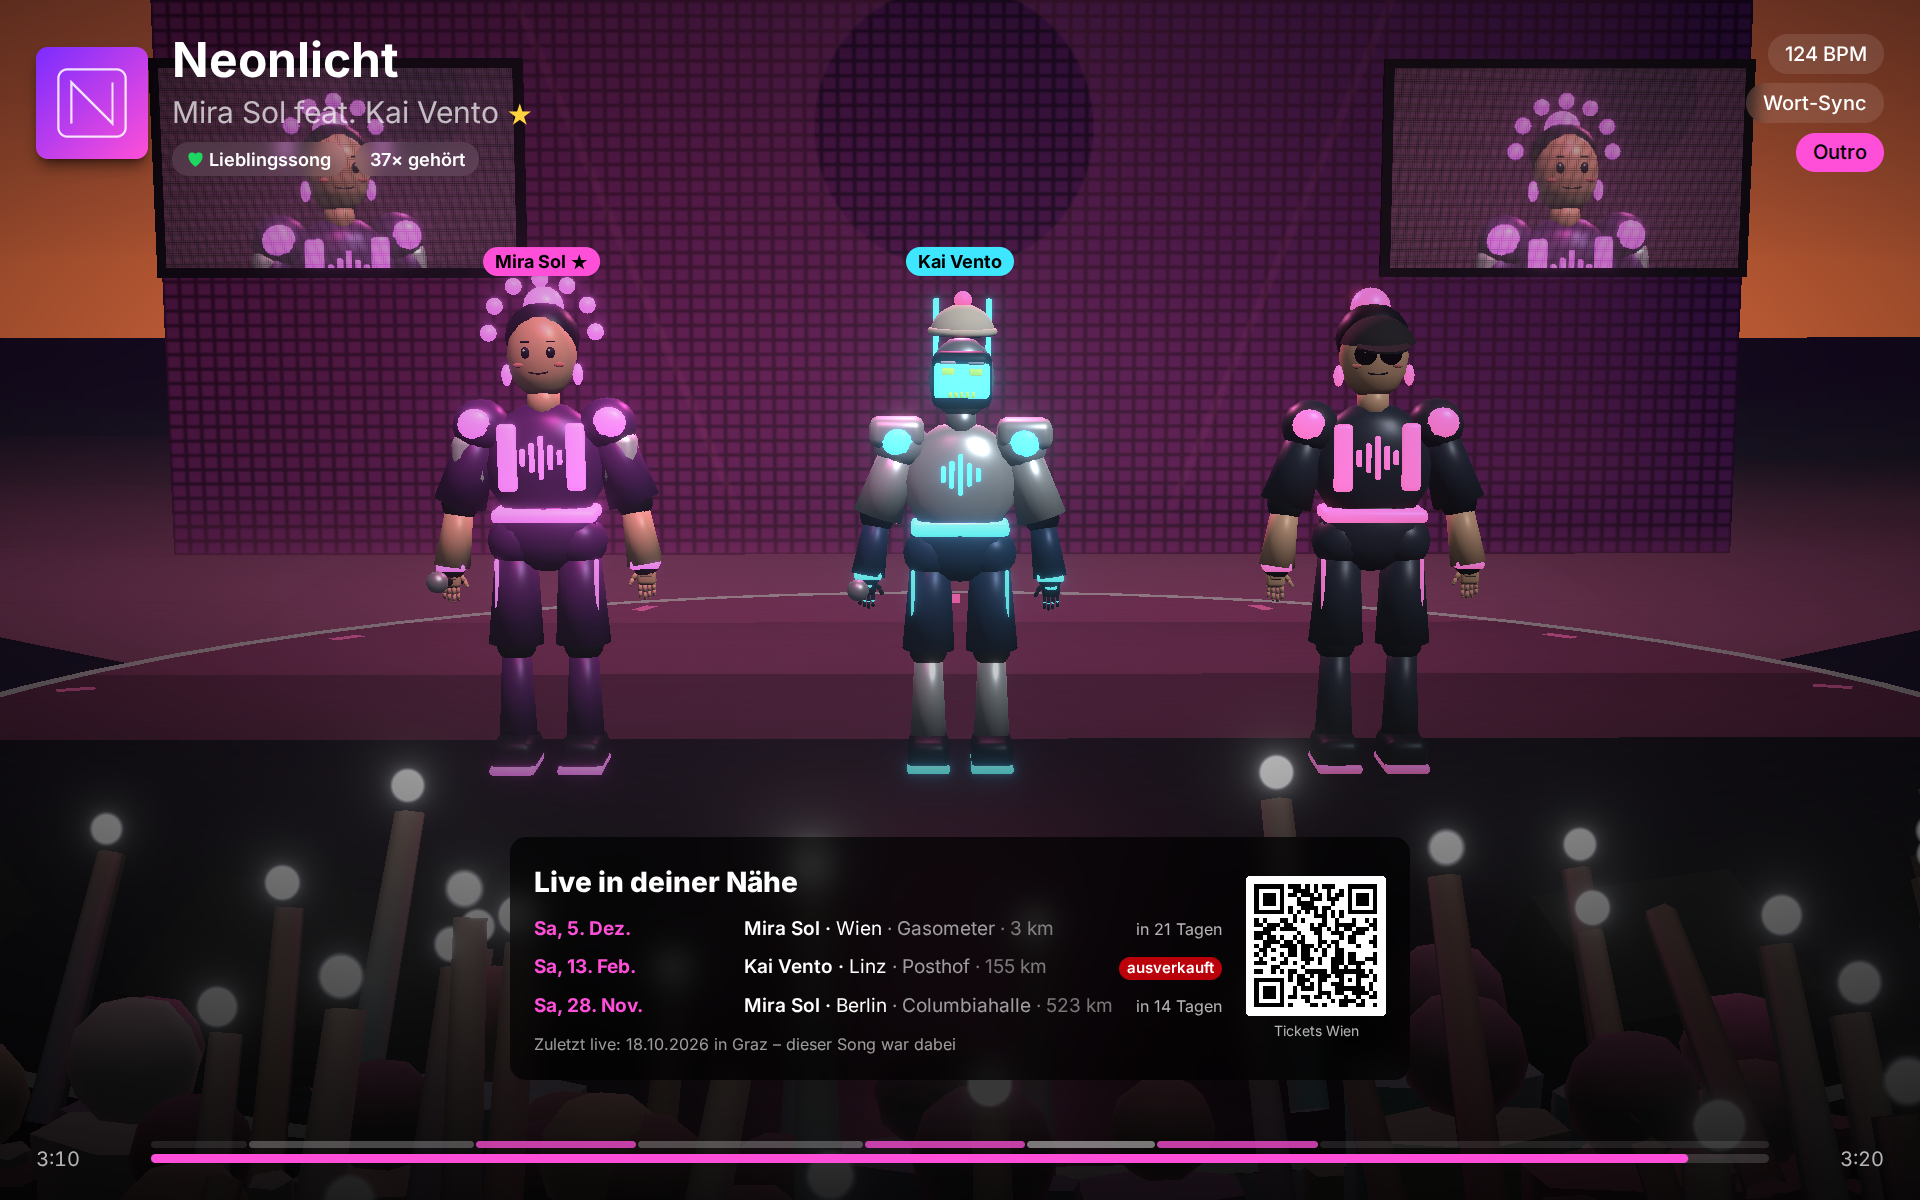 N
Neonlicht
Mira Sol feat. Kai Vento ★
Lieblingssong 37× gehört
124 BPM
Wort-Sync
Outro
Mira Sol ★
Kai Vento
Live in deiner Nähe
Sa, 5. Dez. Mira Sol · Wien · Gasometer · 3 km in 21 Tagen
Sa, 13. Feb. Kai Vento · Linz · Posthof · 155 km ausverkauft
Sa, 28. Nov. Mira Sol · Berlin · Columbiahalle · 523 km in 14 Tagen
Zuletzt live: 18.10.2026 in Graz – dieser Song war dabei
Tickets Wien
3:10
3:20